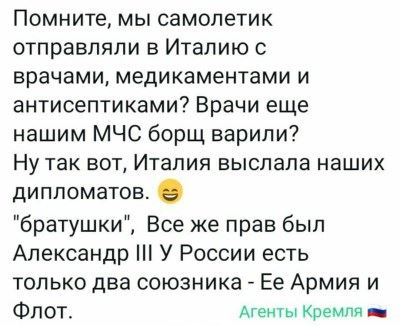 Помните, мы самолетик
отправляли в Италию с
врачами, медикаментами и
антисептиками? Врачи еще
нашим МЧС борщ варили?
Ну так вот, Италия выслала наших
дипломатов. 😄
"братушки",  Все же прав был
Александр III У России есть
только два союзника - Ее Армия и
Флот.
Агенты Кремля 🇷🇺